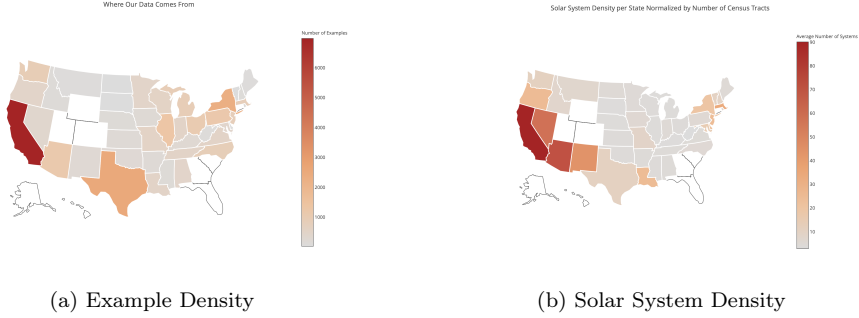 Where Our Data Comes From
Number of Examples
6000
5000
4000
3000
2000
1000
(a) Example Density
Solar System Density per State Normalized by Number of Census Tracts
Average Number of Systems
90
80
70
60
50
40
30
20
10
(b) Solar System Density